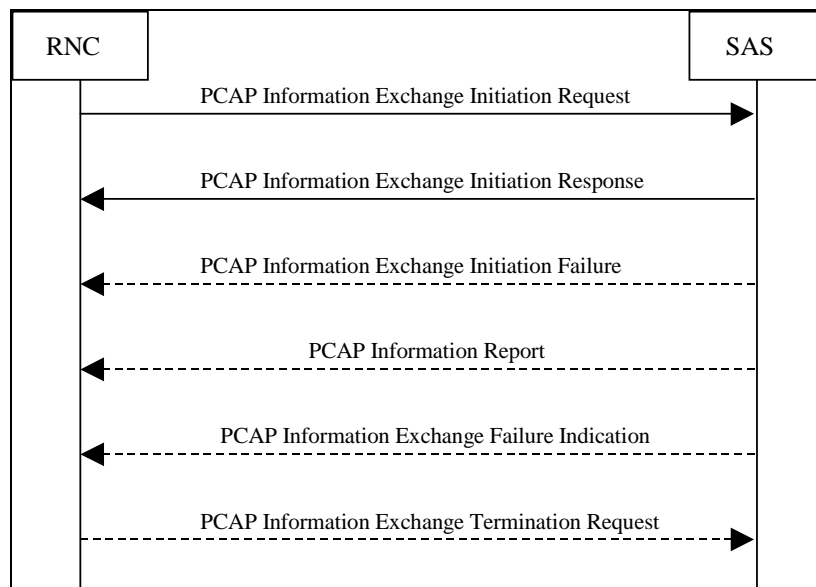 RNC
SAS
PCAP Information Exchange Initiation Request
PCAP Information Exchange Initiation Response
PCAP Information Exchange Initiation Failure
PCAP Information Report
PCAP Information Exchange Failure Indication
PCAP Information Exchange Termination Request